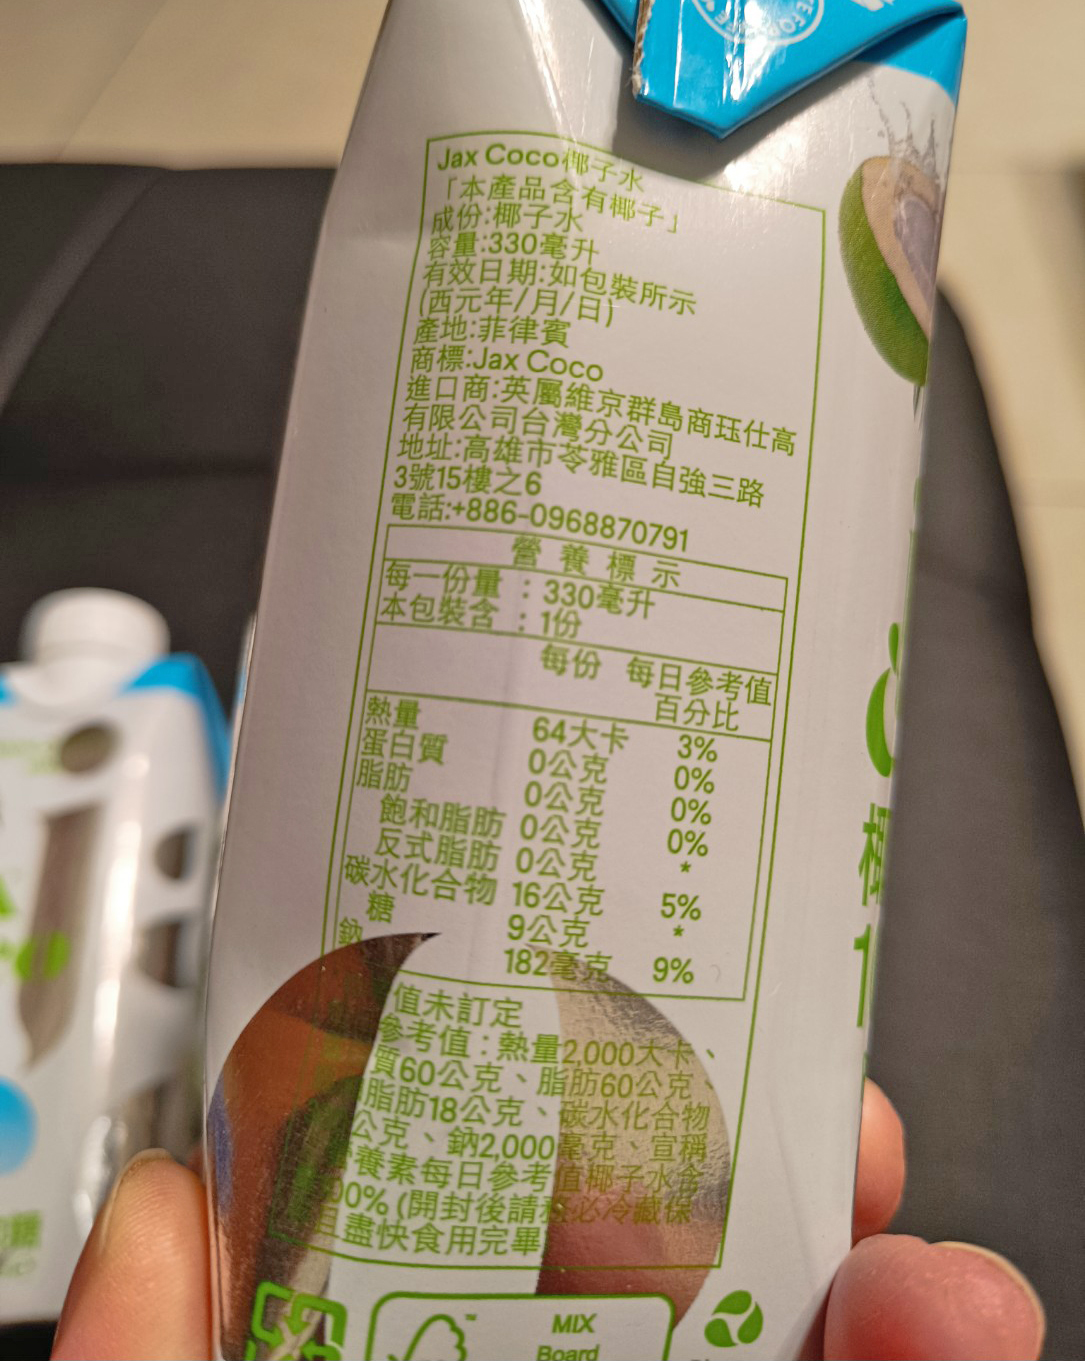 Jax Coco椰子水
「本產品含有椰子」
成份:椰子水
容量:330毫升
有效日期:如包裝所示
(西元年/月/日)
產地:菲律賓
商標:Jax Coco
進口商:英屬維京群島商珏仕高
有限公司台灣分公司
地址:高雄市苓雅區自強三路
3號15樓之6
電話:+886-0968870791
營養標示
每一份量 : 330毫升
本包裝含 : 1份
每份 每日參考值
百分比
熱量 64大卡 3%
蛋白質 0公克 0%
脂肪 0公克 0%
飽和脂肪 0公克 0%
反式脂肪 0公克 *
碳水化合物 16公克 5%
糖 9公克 *
鈉 182毫克 9%
值未訂定
參考值:熱量2,000大卡、
質60公克、脂肪60公克、
脂肪18公克、碳水化合物
公克、鈉2,000毫克、宣稱
養素每日參考值椰子水含
00% (開封後請務必冷藏保
且盡快食用完畢
MIX
Board